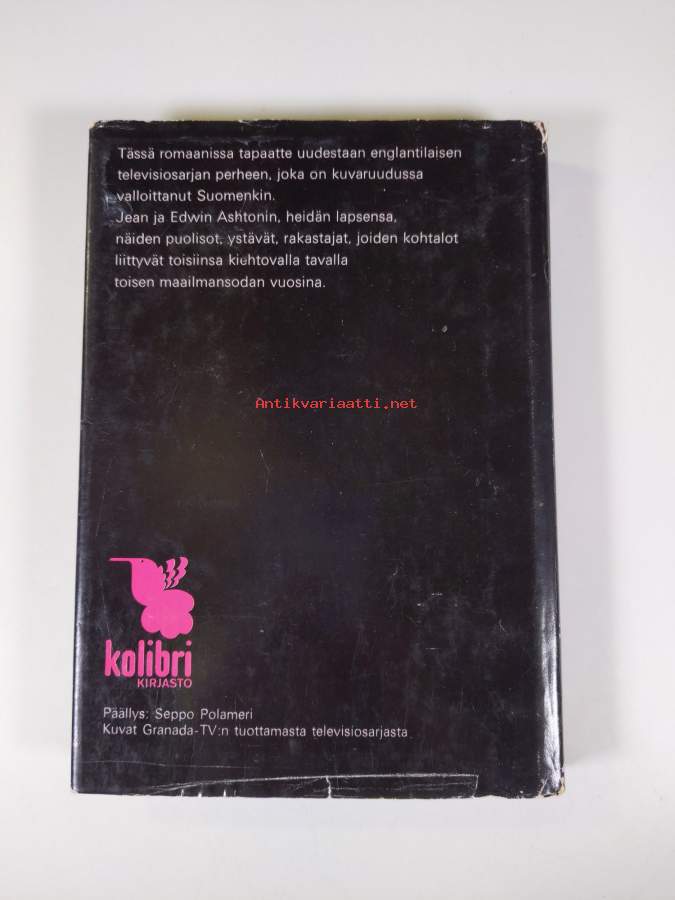 Tässä romaanissa tapaatte uudestaan englantilaisen
televisiosarjan perheen, joka on kuvaruudussa
valloittanut Suomenkin.
Jean ja Edwin Ashtonin, heidän lapsensa,
näiden puolisot, ystävät, rakastajat, joiden kohtalot
liittyvät toisiinsa kiehtovalla tavalla
toisen maailmansodan vuosina.
Antikvariaatti.net
kolibri
KIRJASTO
Päällys: Seppo Polameri
Kuvat Granada-TV:n tuottamasta televisiosarjasta